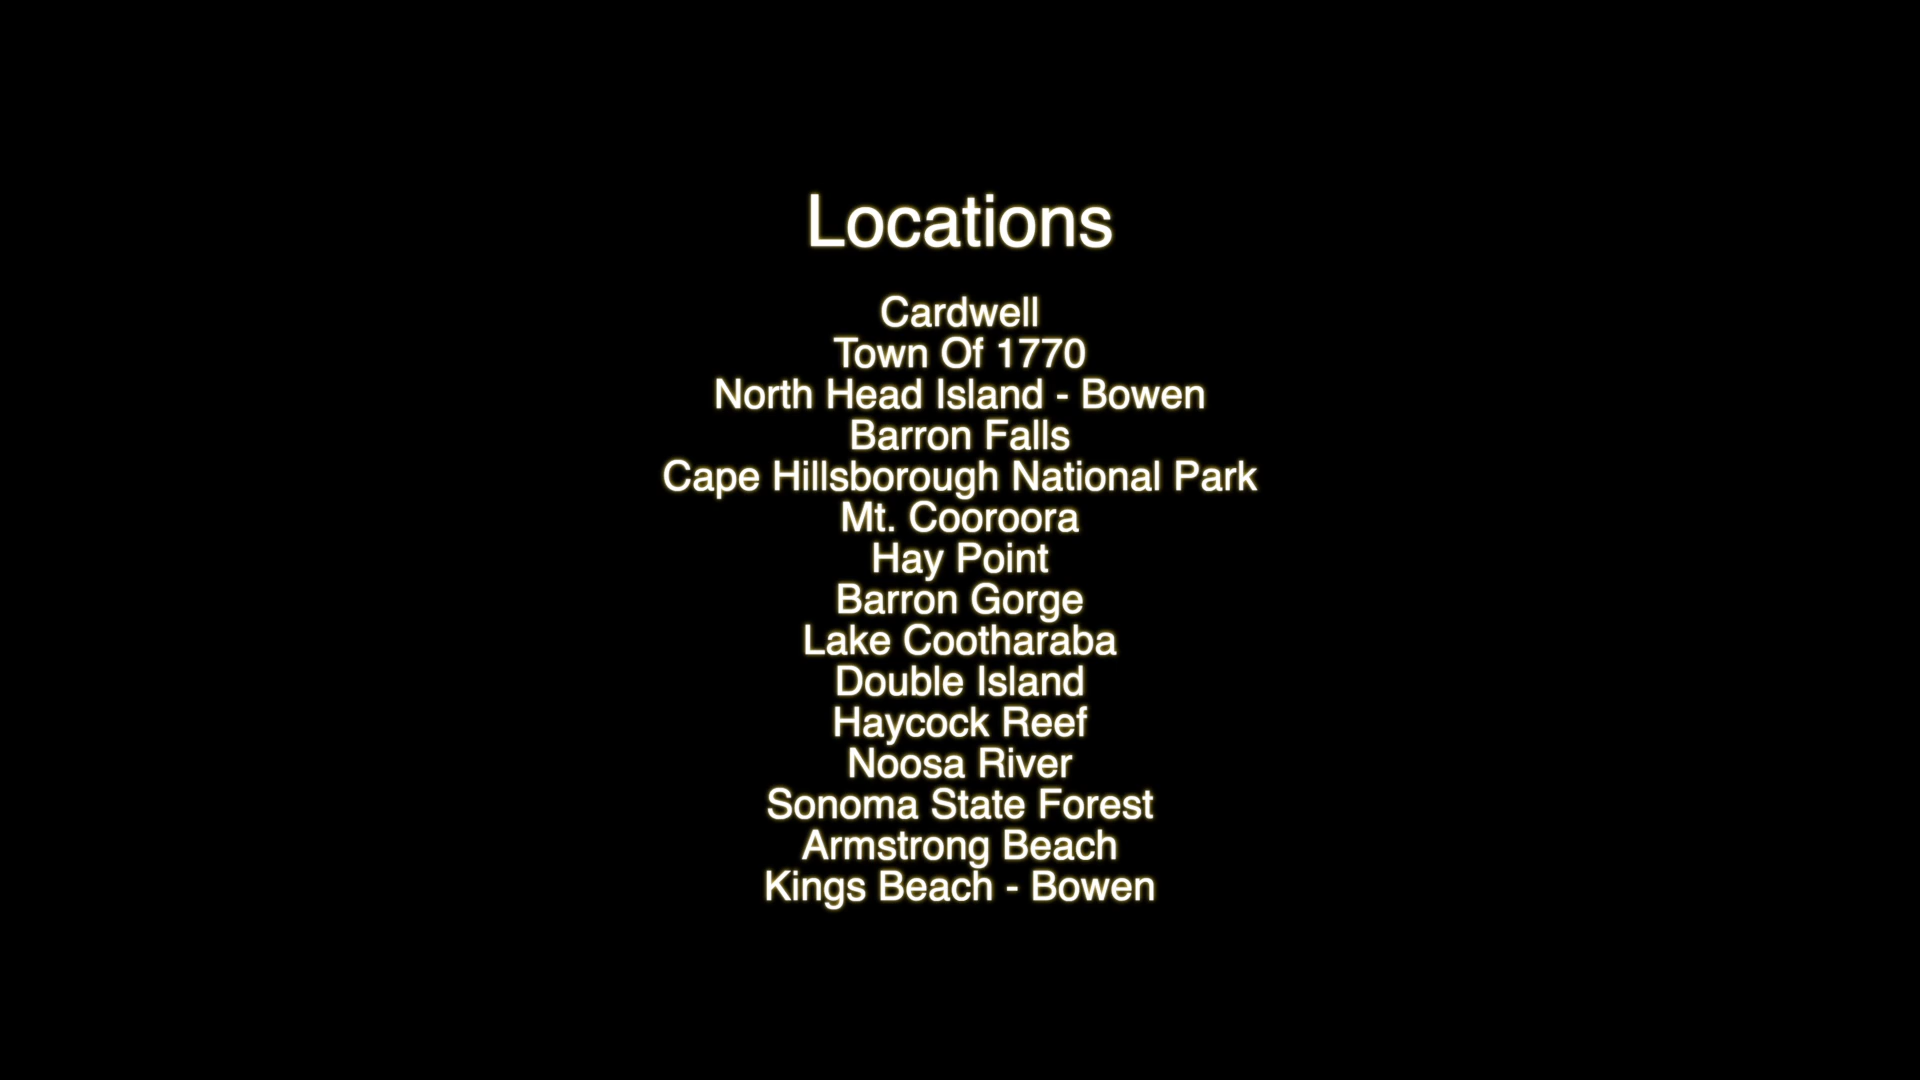 Locations
Cardwell
Town Of 1770
North Head Island - Bowen
Barron Falls
Cape Hillsborough National Park
Mt. Cooroora
Hay Point
Barron Gorge
Lake Cootharaba
Double Island
Haycock Reef
Noosa River
Sonoma State Forest
Armstrong Beach
Kings Beach - Bowen